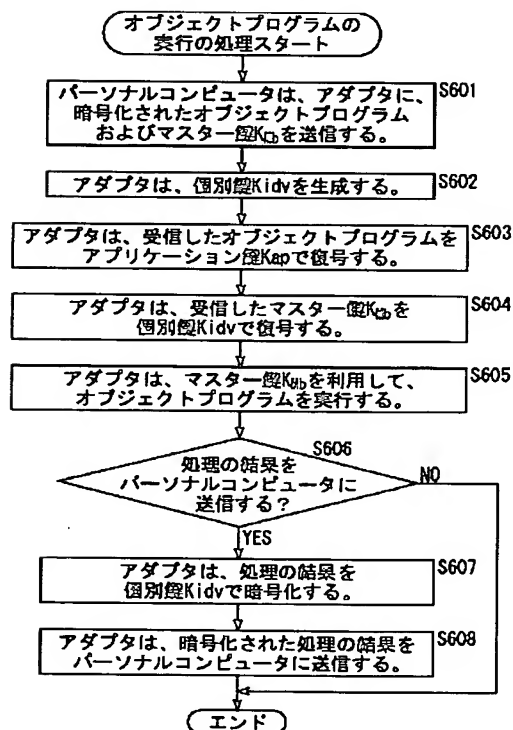 オブジェクトプログラムの
実行の処理スタート
パーソナルコンピュータは、アダプタに、
暗号化されたオブジェクトプログラム
およびマスター鍵Kmbを送信する。
S601
アダプタは、個別鍵Kidvを生成する。
S602
アダプタは、受信したオブジェクトプログラムを
アプリケーション鍵Kapで復号する。
S603
アダプタは、受信したマスター鍵Kmbを
個別鍵Kidvで復号する。
S604
アダプタは、マスター鍵Kmbを利用して、
オブジェクトプログラムを実行する。
S605
S606
処理の結果を
パーソナルコンピュータに
送信する?
NO
YES
アダプタは、処理の結果を
個別鍵Kidvで暗号化する。
S607
アダプタは、暗号化された処理の結果を
パーソナルコンピュータに送信する。
S608
エンド